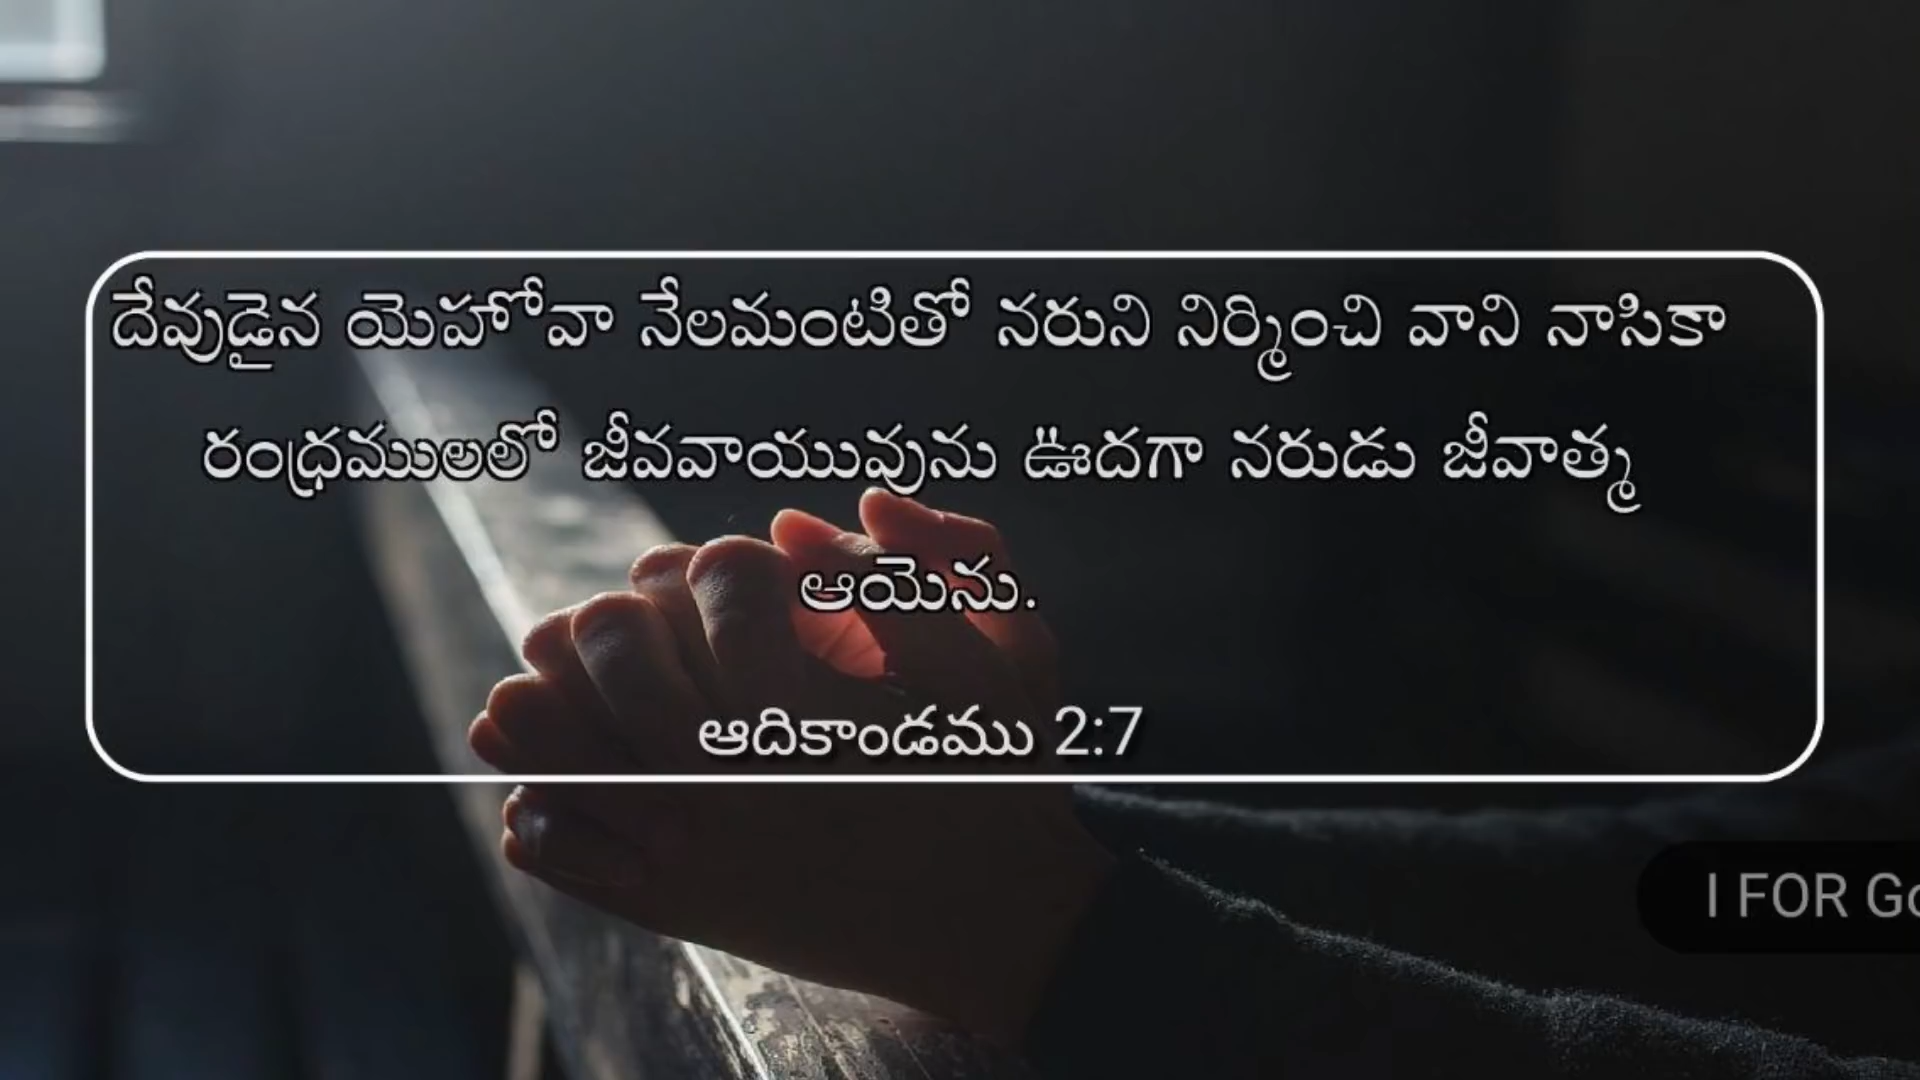 దేవుడైన యెహోవా నేలమంటితో నరుని నిర్మించి వాని నాసికా
రంధ్రములలో జీవవాయువును ఊదగా నరుడు జీవాత్మ
ఆయెను.
ఆదికాండము 2:7
I FOR